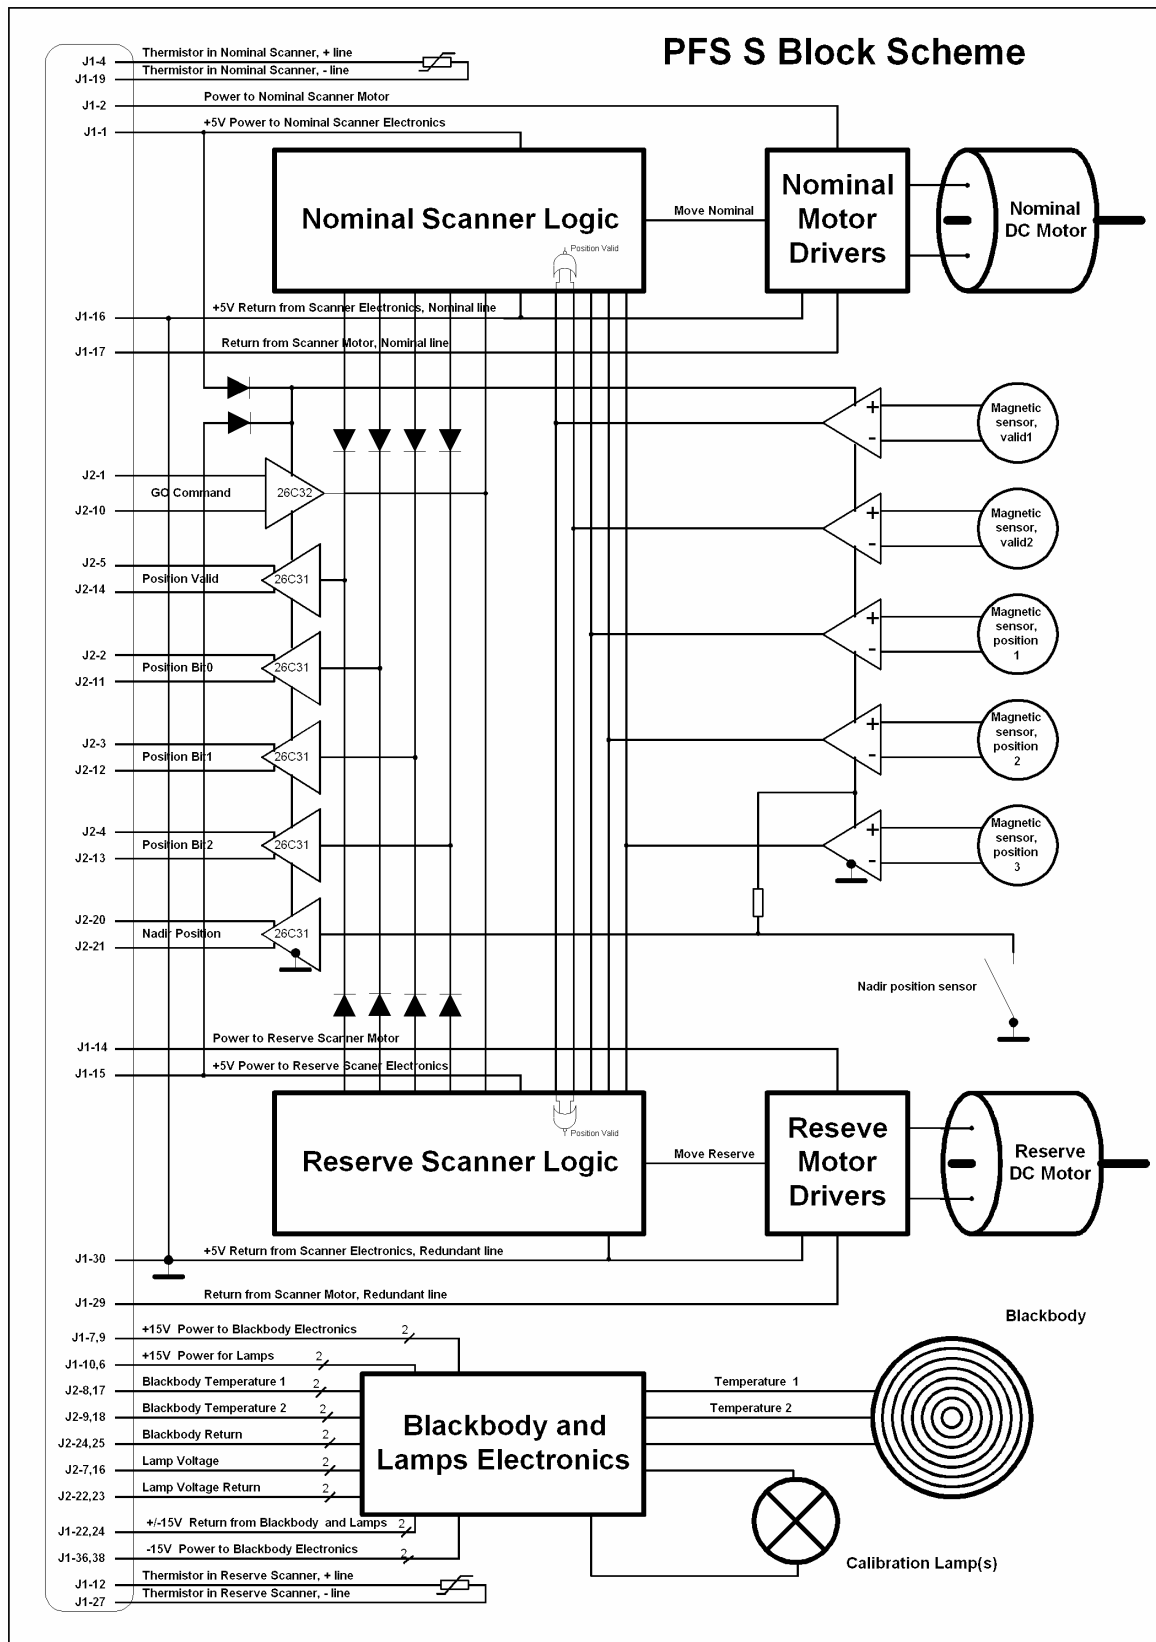 PFS S Block Scheme
Thermistor in Nominal Scanner, + line
J1-4
Thermistor in Nominal Scanner, - line
J1-19
Power to Nominal Scanner Motor
J1-2
+5V Power to Nominal Scanner Electronics
J1-1
Nominal Scanner Logic
Position Valid
Move Nominal
Nominal
Motor
Drivers
Nominal
DC Motor
+5V Return from Scanner Electronics, Nominal line
J1-16
Return from Scanner Motor, Nominal line
J1-17
+
-
Magnetic
sensor,
valid1
J2-1
GO Command
26C32
J2-10
+
-
Magnetic
sensor,
valid2
J2-5
Position Valid
26C31
J2-14
+
-
Magnetic
sensor,
position
1
J2-2
Position Bit0
26C31
J2-11
+
-
Magnetic
sensor,
position
2
J2-3
Position Bit1
26C31
J2-12
+
-
Magnetic
sensor,
position
3
J2-4
Position Bit2
26C31
J2-13
J2-20
Nadir Position
26C31
J2-21
Nadir position sensor
Power to Reserve Scanner Motor
J1-14
+5V Power to Reserve Scaner Electronics
J1-15
Reserve Scanner Logic
Position Valid
Move Reserve
Reseve
Motor
Drivers
Reserve
DC Motor
+5V Return from Scanner Electronics, Redundant line
J1-30
Return from Scanner Motor, Redundant line
J1-29
Blackbody
+15V Power to Blackbody Electronics
2
J1-7,9
+15V Power for Lamps
2
J1-10,6
Blackbody Temperature 1
2
J2-8,17
Blackbody Temperature 2
2
J2-9,18
Blackbody Return
2
J2-24,25
Lamp Voltage
2
J2-7,16
Lamp Voltage Return
2
J2-22,23
Blackbody and
Lamps Electronics
Temperature 1
Temperature 2
+/-15V Return from Blackbody and Lamps
2
J1-22,24
-15V Power to Blackbody Electronics
2
J1-36,38
Calibration Lamp(s)
Thermistor in Reserve Scanner, + line
J1-12
Thermistor in Reserve Scanner, - line
J1-27